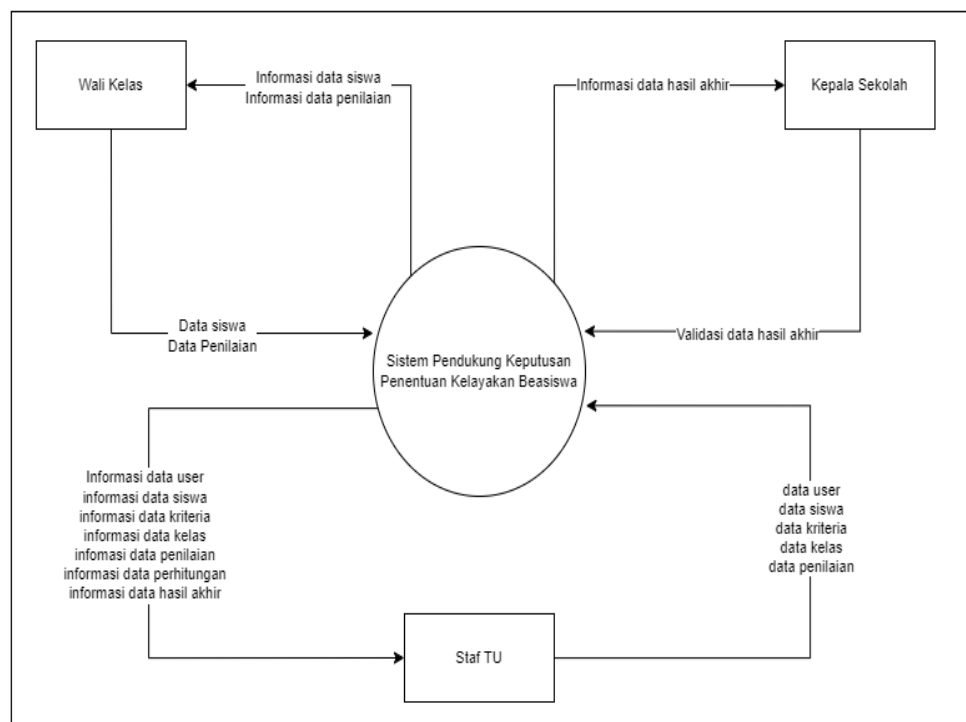 Wali Kelas
Informasi data siswa
Informasi data penilaian
Informasi data hasil akhir
Kepala Sekolah
Data siswa
Data Penilaian
Validasi data hasil akhir
Sistem Pendukung Keputusan
Penentuan Kelayakan Beasiswa
Informasi data user
informasi data siswa
informasi data kriteria
informasi data kelas
infomasi data penilaian
informasi data perhitungan
informasi data hasil akhir
data user
data siswa
data kriteria
data kelas
data penilaian
Staf TU